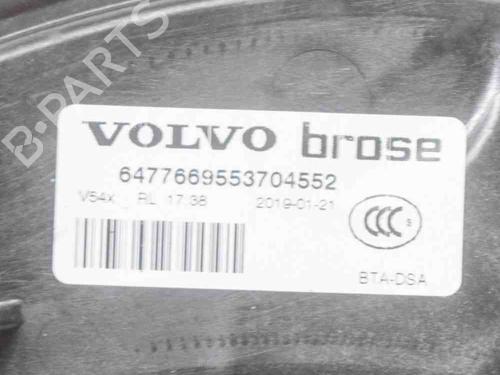 B-PARTS
VOLVO brose
6477669553704552
V54X RL 17:38 2019-01-21
CCC S
BTA-DSA